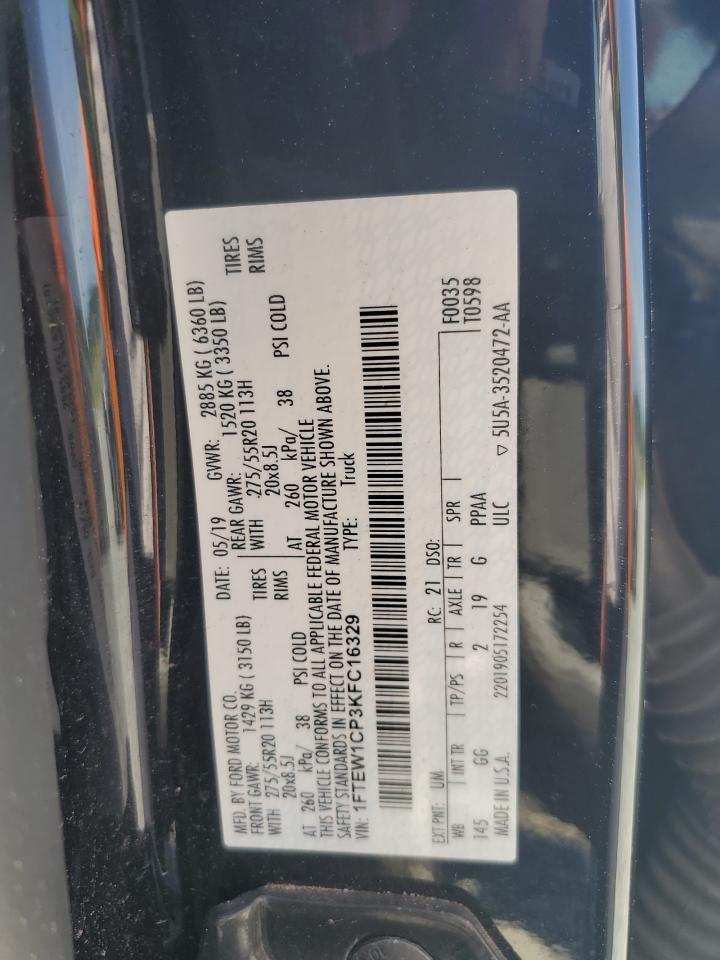 MFD. BY FORD MOTOR CO.
DATE: 05/19 GVWR: 2885 KG ( 6360 LB)
FRONT GAWR: 1429 KG ( 3150 LB) REAR GAWR: 1520 KG ( 3350 LB)
WITH 275/55R20 113H TIRES WITH 275/55R20 113H TIRES
20x8.5J RIMS 20x8.5J RIMS
AT 260 kPa/ 38 PSI COLD AT 260 kPa/ 38 PSI COLD
THIS VEHICLE CONFORMS TO ALL APPLICABLE FEDERAL MOTOR VEHICLE
SAFETY STANDARDS IN EFFECT ON THE DATE OF MANUFACTURE SHOWN ABOVE.
VIN: 1FTEW1CP3KFC16329 TYPE: Truck
EXT PNT: UM RC: 21 DSO:
WB INT TR TP/PS R AXLE TR SPR F0035
145 GG 2 19 G PPAA T0598
MADE IN U.S.A. 2201905172254 ULC ▽ 5U5A-3520472-AA